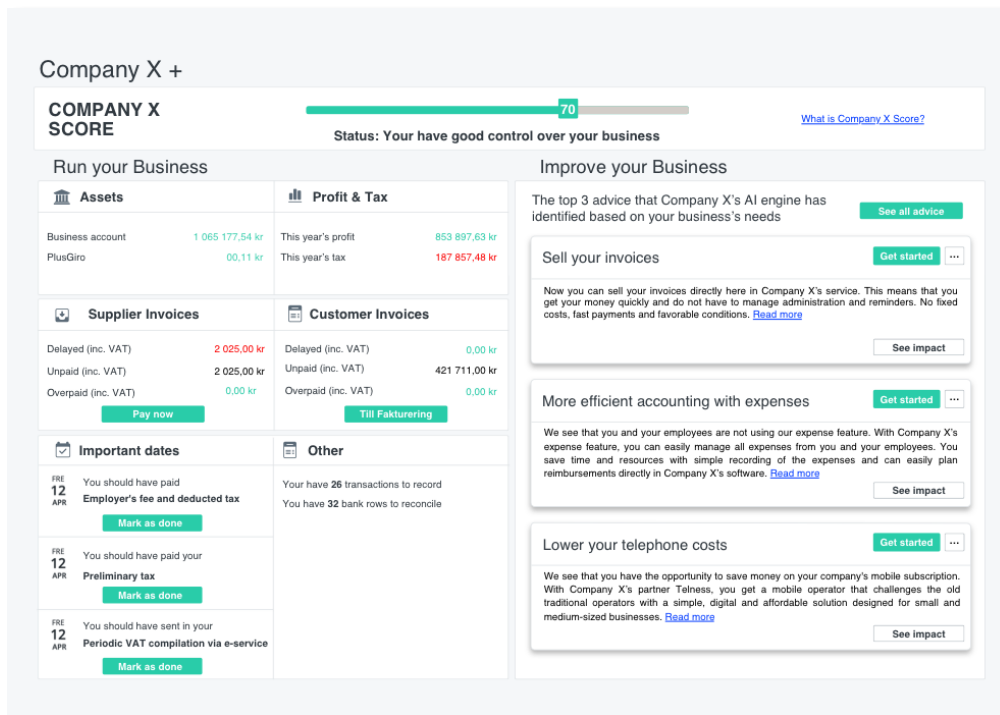 Company X +
COMPANY X
SCORE
70
Status: Your have good control over your business
What is Company X Score?
Run your Business
Assets
Business account 1 065 177,54 kr
PlusGiro 00,11 kr
Profit & Tax
This year's profit 853 897,63 kr
This year's tax 187 857,48 kr
Supplier Invoices
Delayed (inc. VAT) 2 025,00 kr
Unpaid (inc. VAT) 2 025,00 kr
Overpaid (inc. VAT) 0,00 kr
Pay now
Customer Invoices
Delayed (inc. VAT) 0,00 kr
Unpaid (inc. VAT) 421 711,00 kr
Overpaid (inc. VAT) 0,00 kr
Till Fakturering
Important dates
FRE
12
APR
You should have paid
Employer's fee and deducted tax
Mark as done
FRE
12
APR
You should have paid your
Preliminary tax
Mark as done
FRE
12
APR
You should have sent in your
Periodic VAT compilation via e-service
Mark as done
Other
Your have 26 transactions to record
You have 32 bank rows to reconcile
Improve your Business
The top 3 advice that Company X's AI engine has
identified based on your business's needs
See all advice
Sell your invoices
Get started
...
Now you can sell your invoices directly here in Company X's service. This means that you
get your money quickly and do not have to manage administration and reminders. No fixed
costs, fast payments and favorable conditions. Read more
See impact
More efficient accounting with expenses
Get started
...
We see that you and your employees are not using our expense feature. With Company X's
expense feature, you can easily manage all expenses from you and your employees. You
save time and resources with simple recording of the expenses and can easily plan
reimbursements directly in Company X's software. Read more
See impact
Lower your telephone costs
Get started
...
We see that you have the opportunity to save money on your company's mobile subscription.
With Company X's partner Telness, you get a mobile operator that challenges the old
traditional operators with a simple, digital and affordable solution designed for small and
medium-sized businesses. Read more
See impact